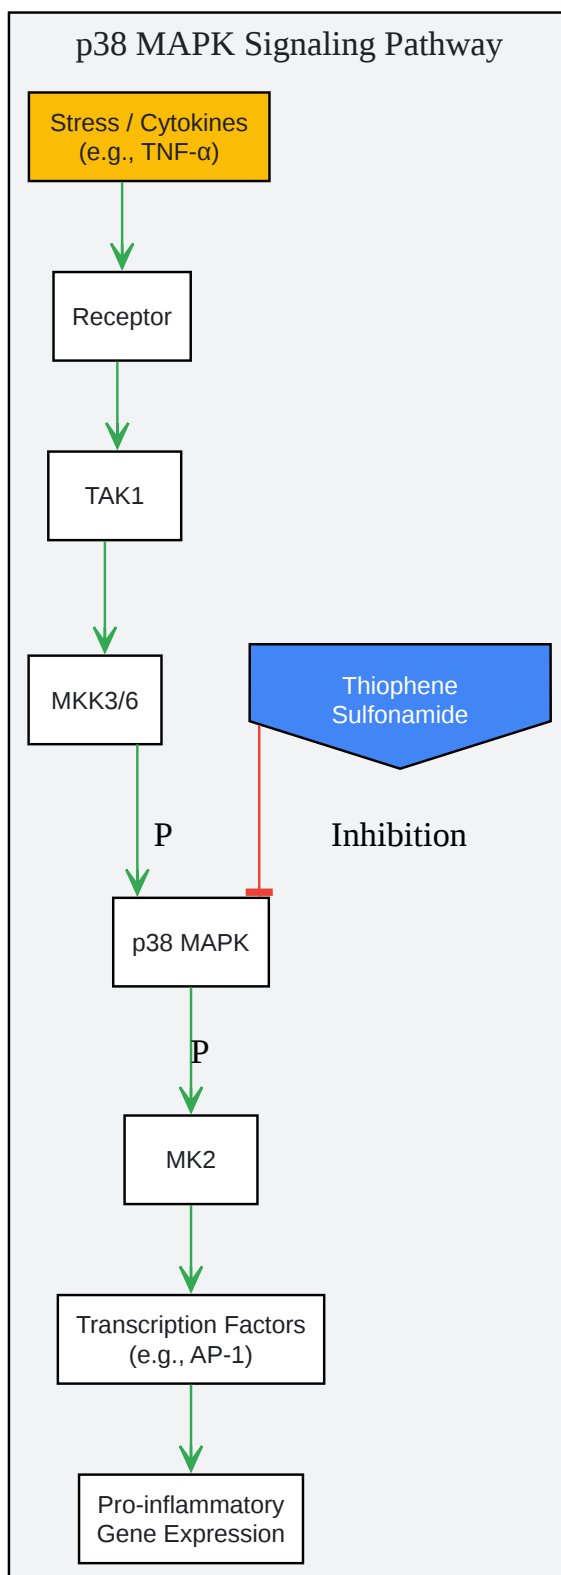 p38 MAPK Signaling Pathway
Stress / Cytokines
(e.g., TNF-α)
Receptor
TAK1
MKK3/6
Thiophene
Sulfonamide
P
Inhibition
p38 MAPK
P
MK2
Transcription Factors
(e.g., AP-1)
Pro-inflammatory
Gene Expression